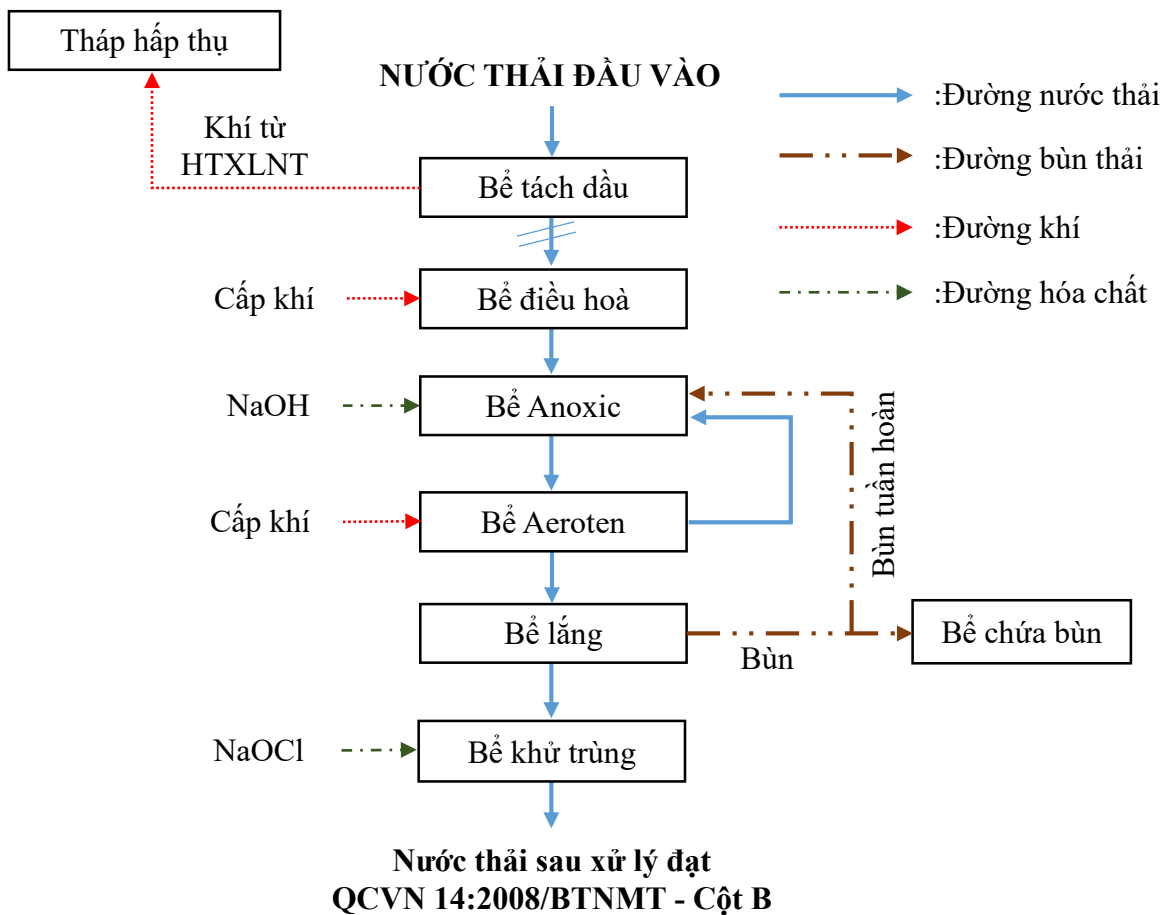 Tháp hấp thụ
NƯỚC THẢI ĐẦU VÀO
:Đường nước thải
Khí từ
HTXLNT
:Đường bùn thải
Bể tách dầu
:Đường khí
Cấp khí
Bể điều hoà
:Đường hóa chất
NaOH
Bể Anoxic
Bùn tuần hoàn
Cấp khí
Bể Aeroten
Bể lắng
Bùn
Bể chứa bùn
NaOCl
Bể khử trùng
Nước thải sau xử lý đạt
QCVN 14:2008/BTNMT - Cột B